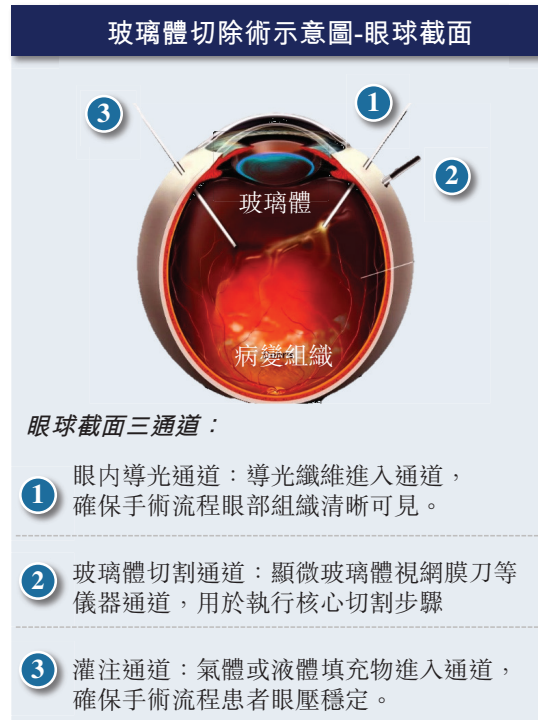 玻璃體切除術示意圖-眼球截面
3
1
2
玻璃體
病變組織
眼球截面三通道：
1
眼內導光通道：導光纖維進入通道，
確保手術流程眼部組織清晰可見。
2
玻璃體切割通道：顯微玻璃體視網膜刀等
儀器通道，用於執行核心切割步驟
3
灌注通道：氣體或液體填充物進入通道，
確保手術流程患者眼壓穩定。